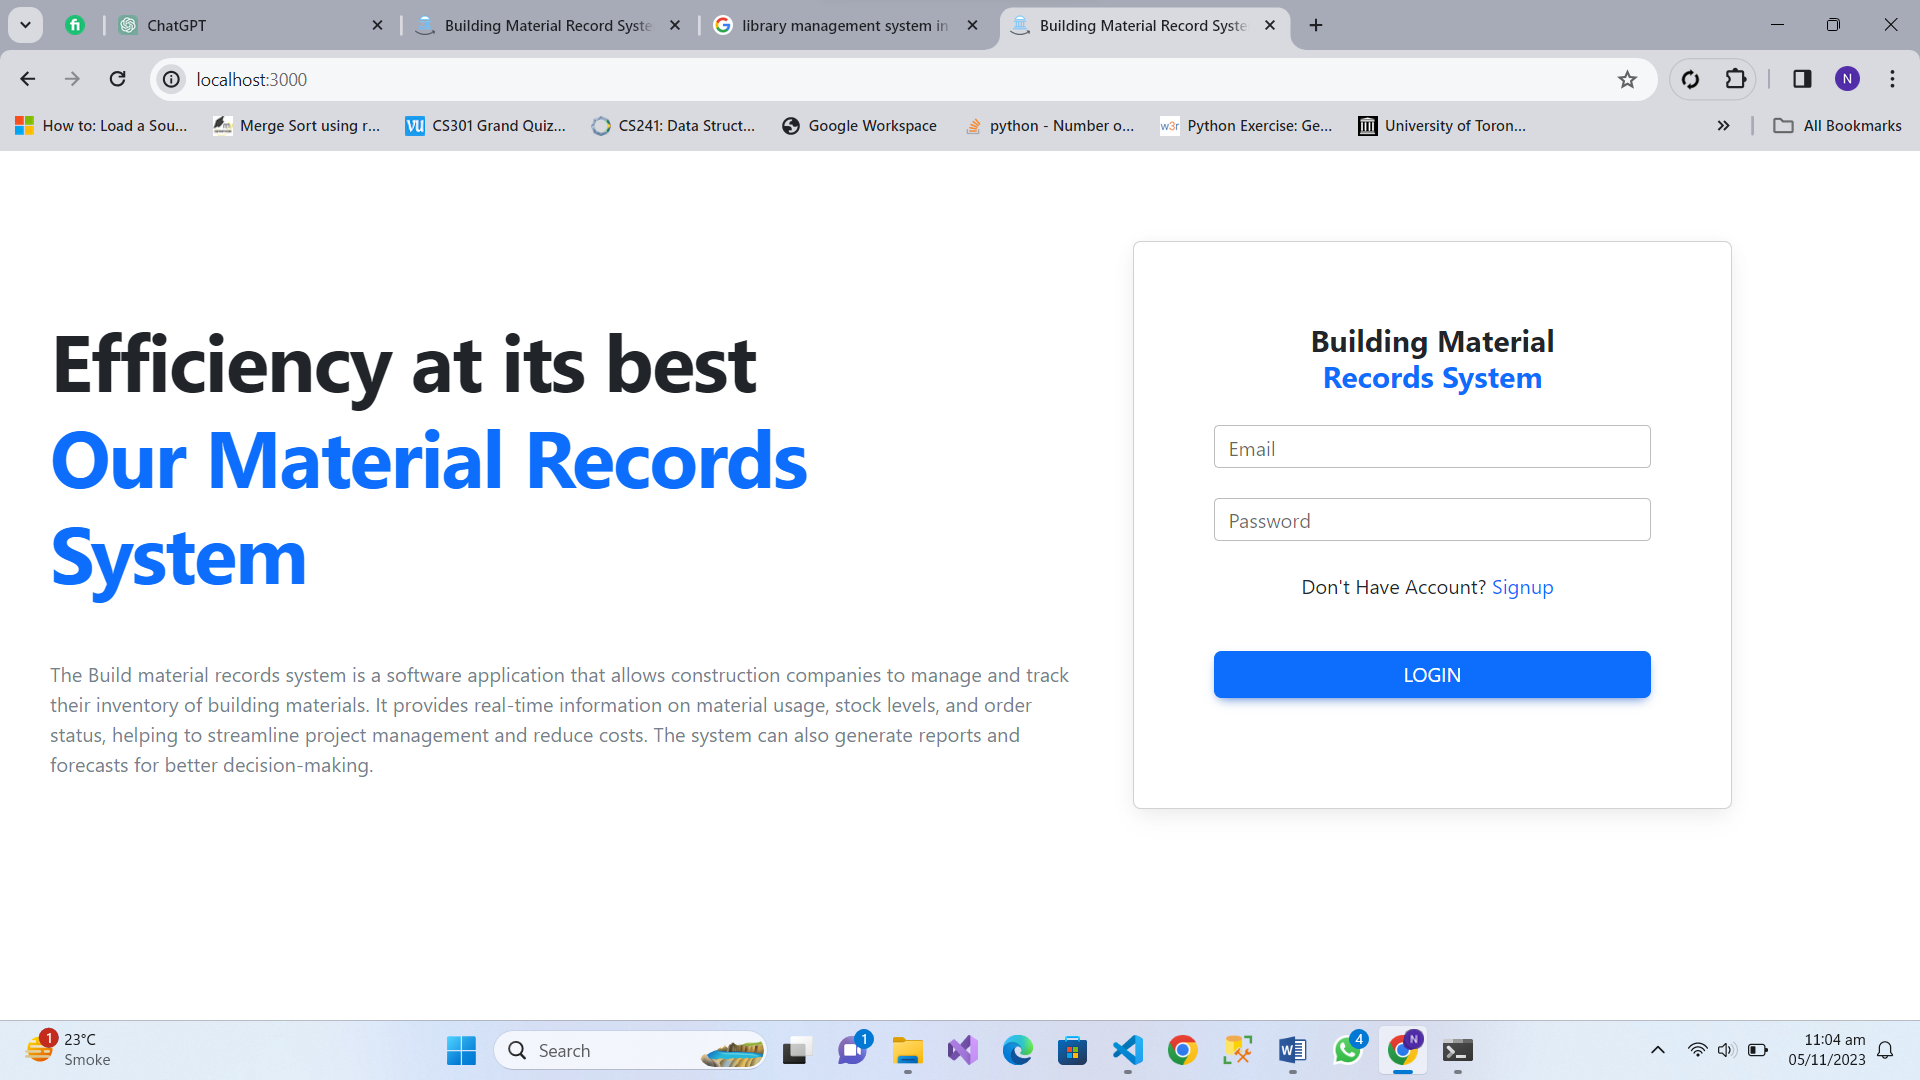 ChatGPT
Building Material Record Syste
library management system in
Building Material Record Syste
localhost:3000
N
How to: Load a Sou...
Merge Sort using r...
VU
CS301 Grand Quiz...
CS241: Data Struct...
Google Workspace
python - Number o...
w3r
Python Exercise: Ge...
University of Toron...
All Bookmarks
Efficiency at its best
Our Material Records
System
The Build material records system is a software application that allows construction companies to manage and track
their inventory of building materials. It provides real-time information on material usage, stock levels, and order
status, helping to streamline project management and reduce costs. The system can also generate reports and
forecasts for better decision-making.
Building Material
Records System
Email
Password
Don't Have Account? Signup
LOGIN
1
23°C
Smoke
Search
1
W
4
N
11:04 am
05/11/2023